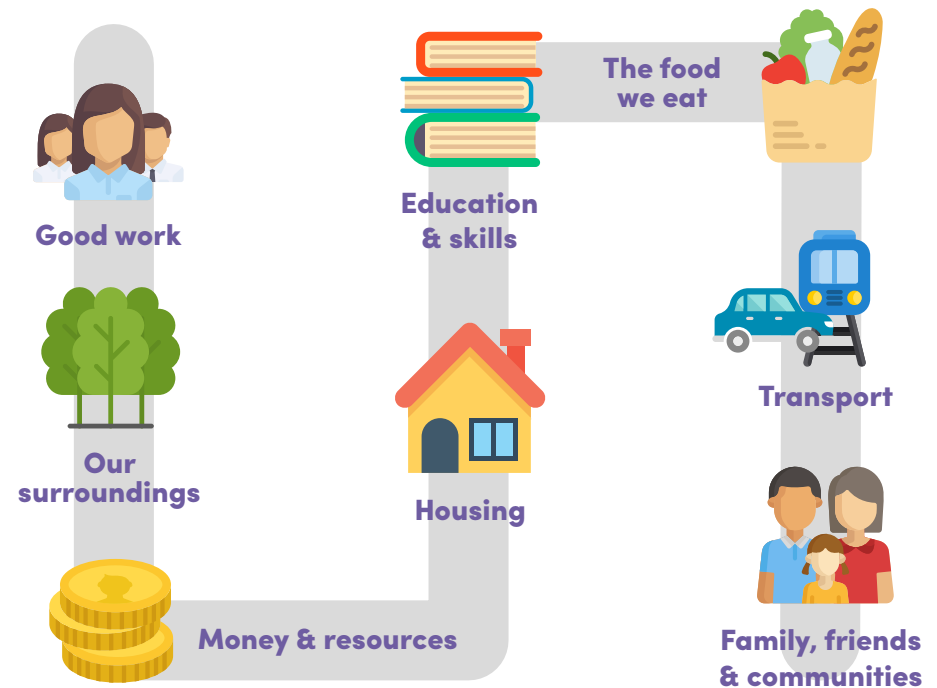 Good work
Our
surroundings
Money & resources
Housing
Education
& skills
The food
we eat
Transport
Family, friends
& communities